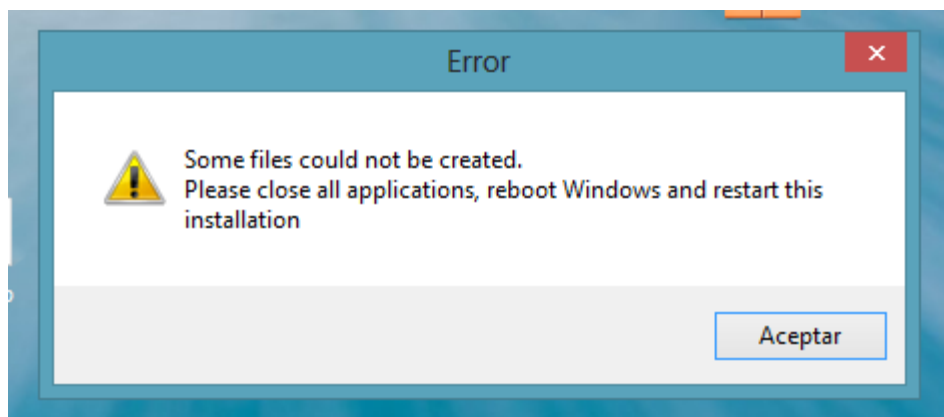 Error
Some files could not be created.
Please close all applications, reboot Windows and restart this
installation
Aceptar